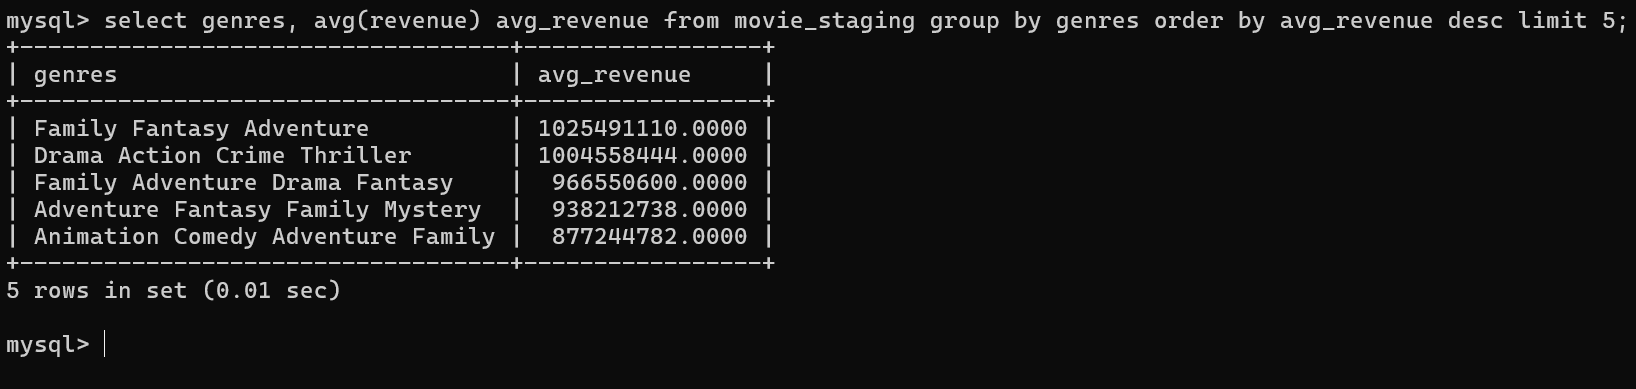 mysql> select genres, avg(revenue) avg_revenue from movie_staging group by genres order by avg_revenue desc limit 5;
+-----------------------------------+-----------------+
| genres                            | avg_revenue     |
+-----------------------------------+-----------------+
| Family Fantasy Adventure          | 1025491110.0000 |
| Drama Action Crime Thriller       | 1004558444.0000 |
| Family Adventure Drama Fantasy    |  966550600.0000 |
| Adventure Fantasy Family Mystery  |  938212738.0000 |
| Animation Comedy Adventure Family |  877244782.0000 |
+-----------------------------------+-----------------+
5 rows in set (0.01 sec)
mysql>